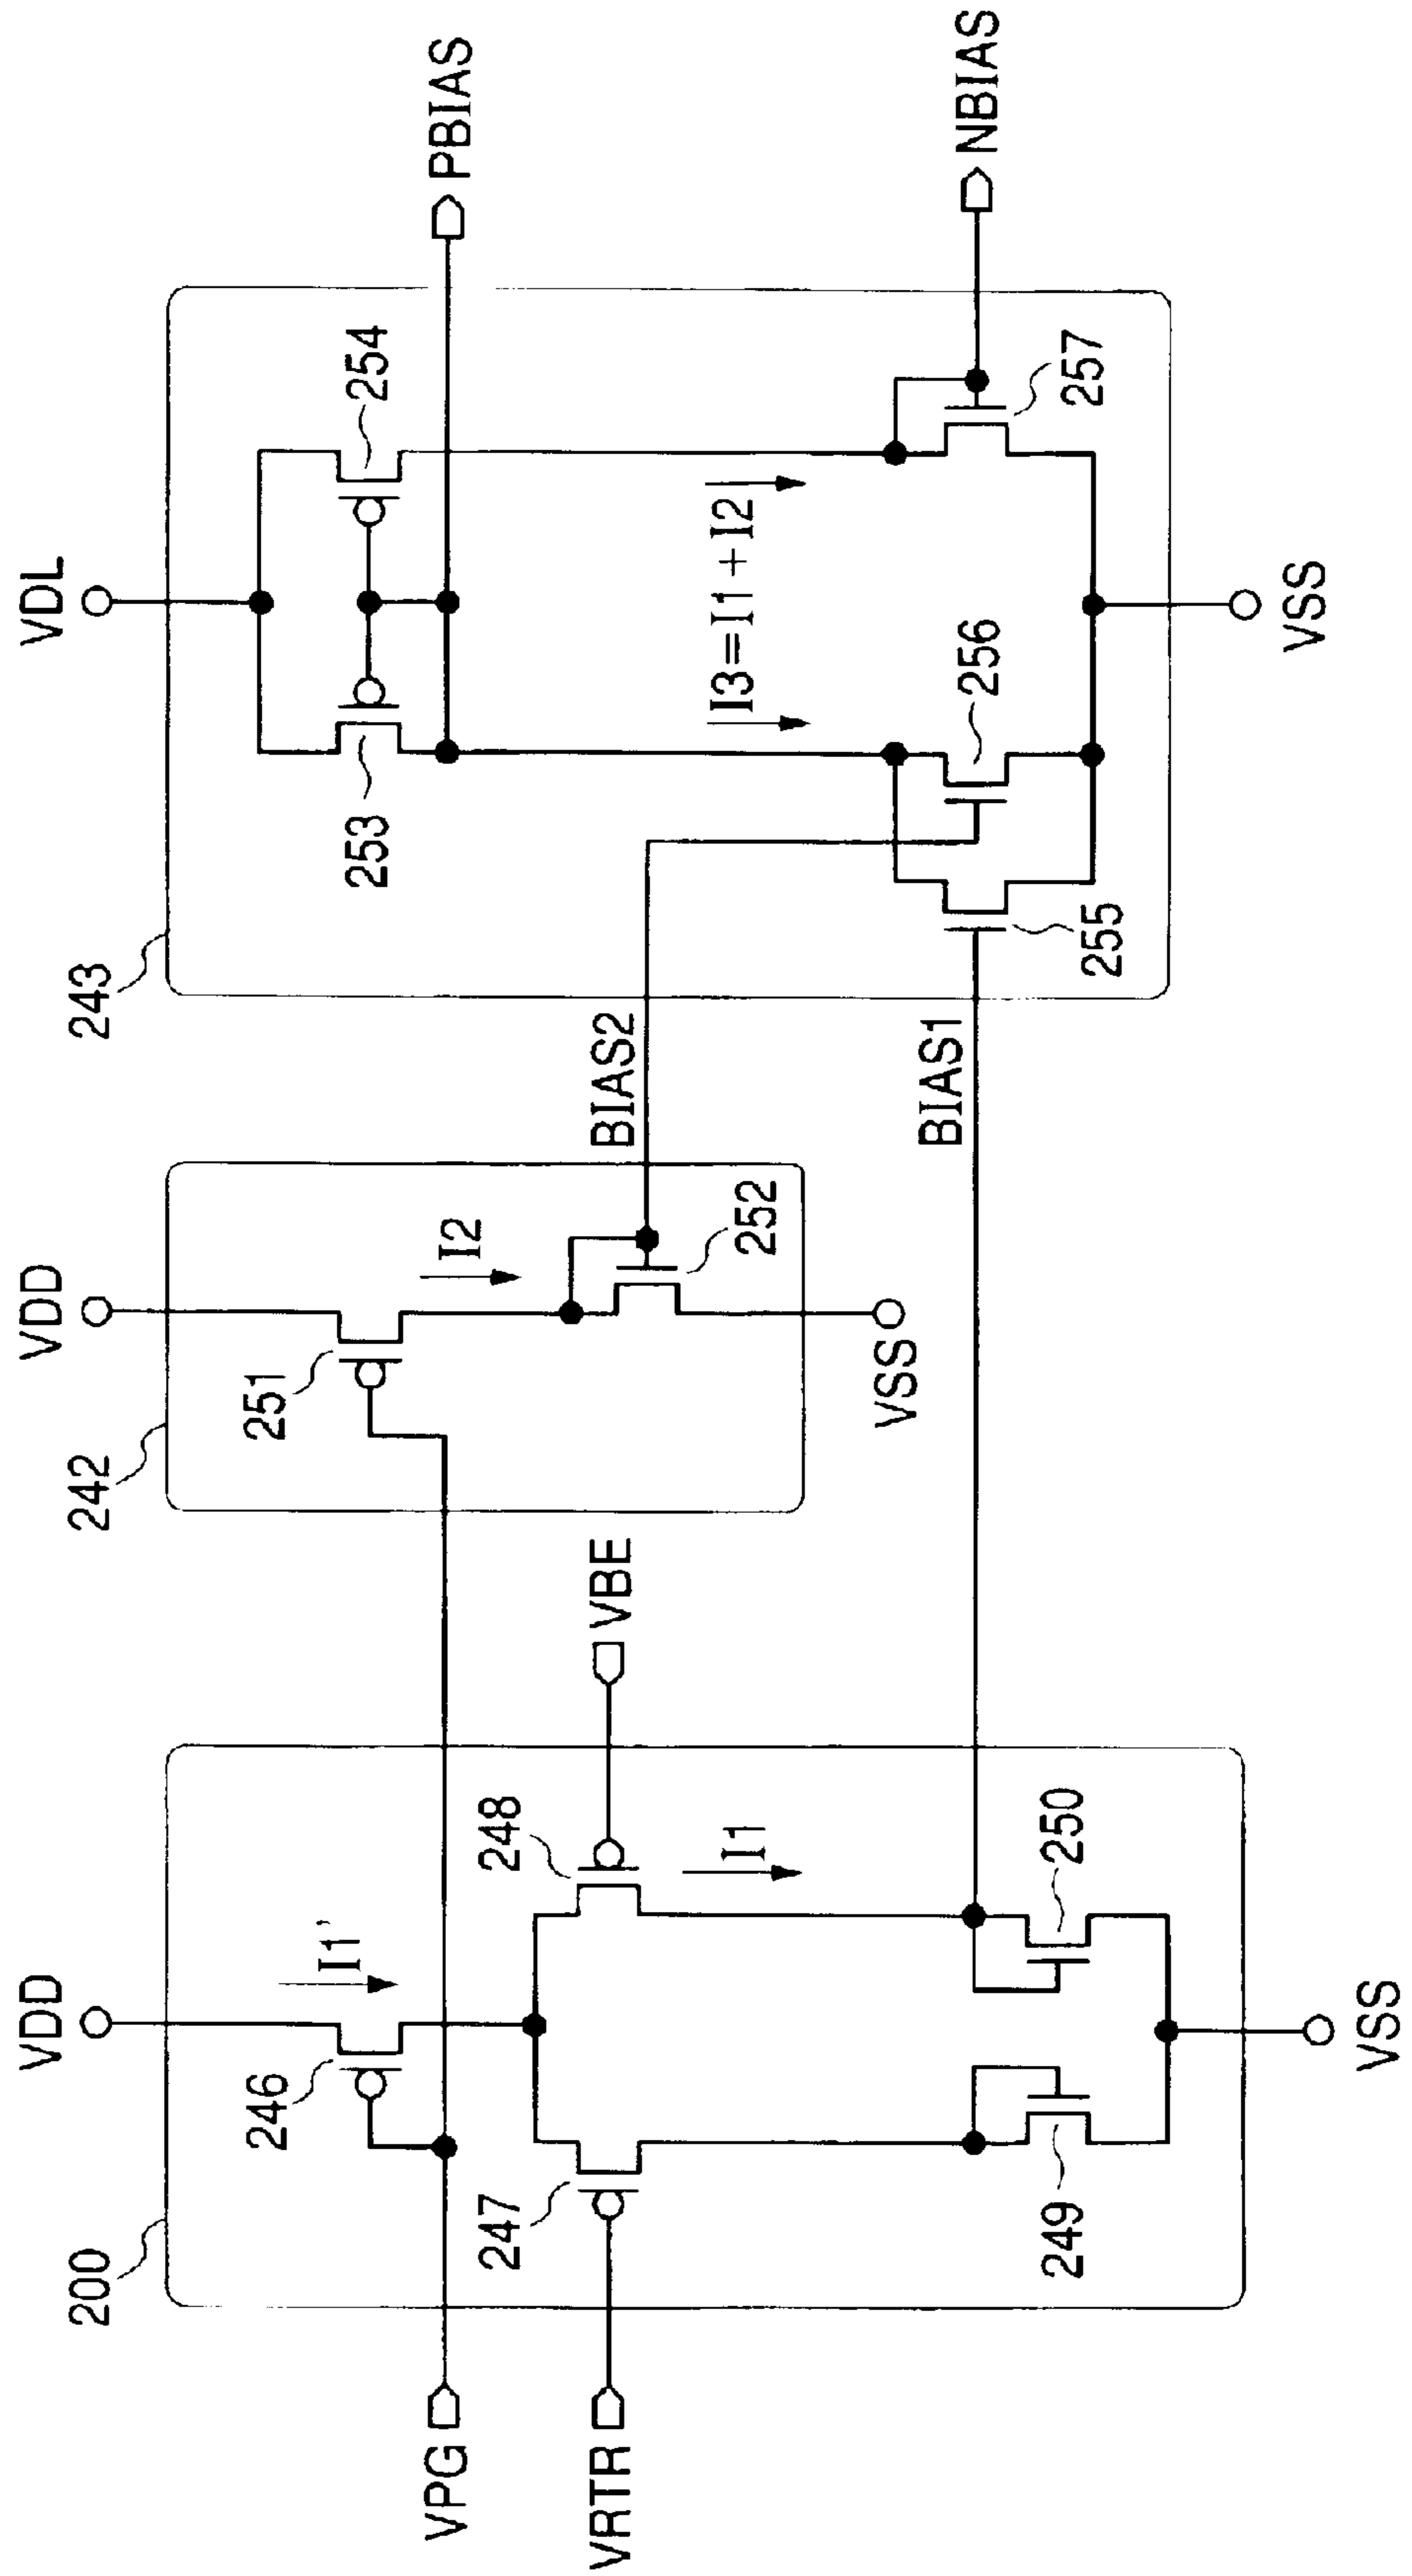 200
VDD
I1'
246
VPG
VRTR
247
248
VBE
I1
249
250
VSS
242
VDD
251
I2
252
VSS
BIAS2
BIAS1
243
VDL
253
254
PBIAS
I3=I1+I2
255
256
257
NBIAS
VSS